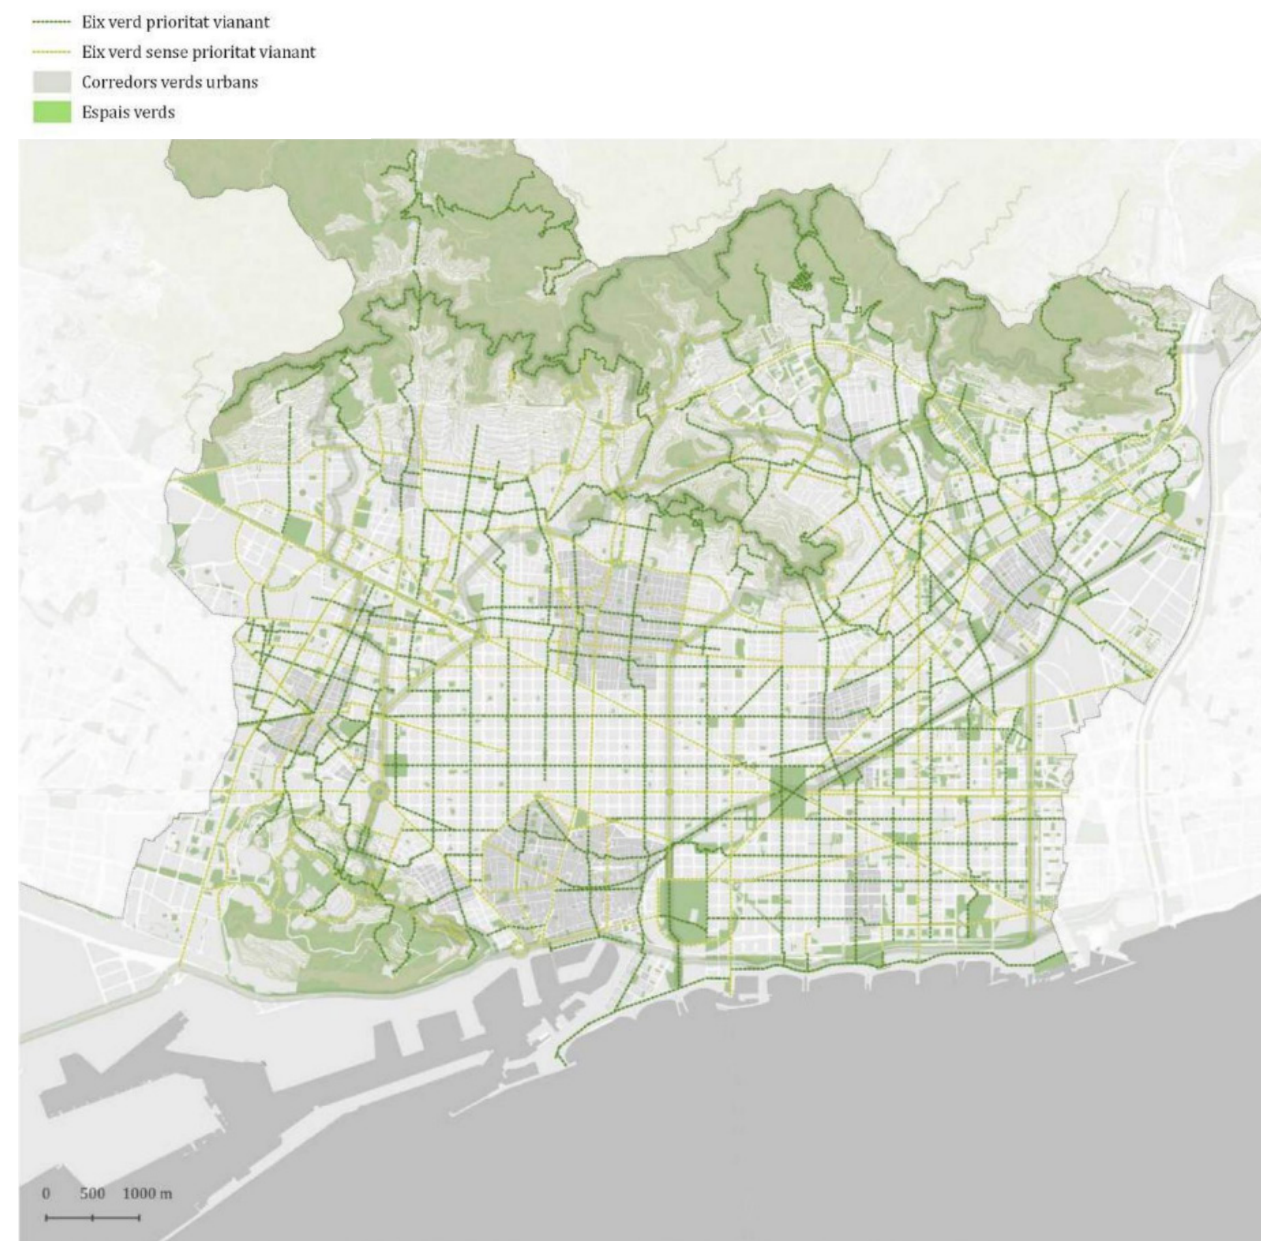 Eix verd prioritat vianant
Eix verd sense prioritat vianant
Corredors verds urbans
Espais verds
0 500 1000 m